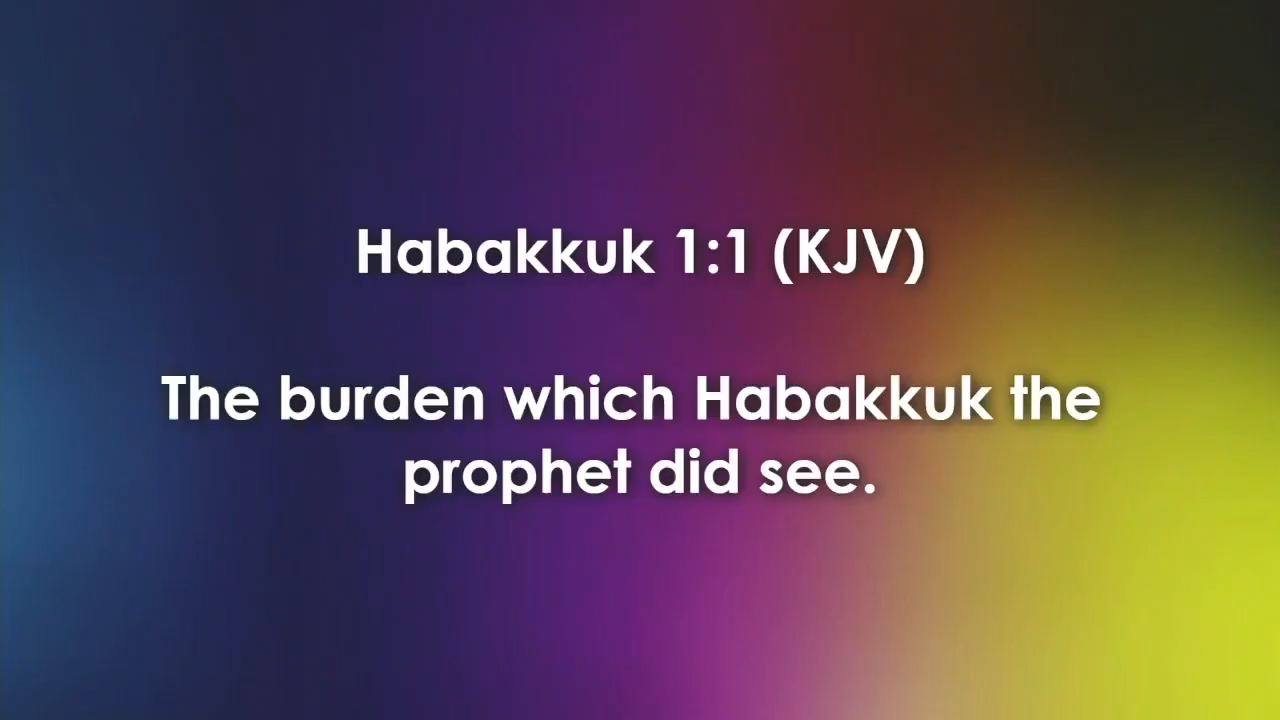 Habakkuk 1:1 (KJV)
The burden which Habakkuk the
prophet did see.